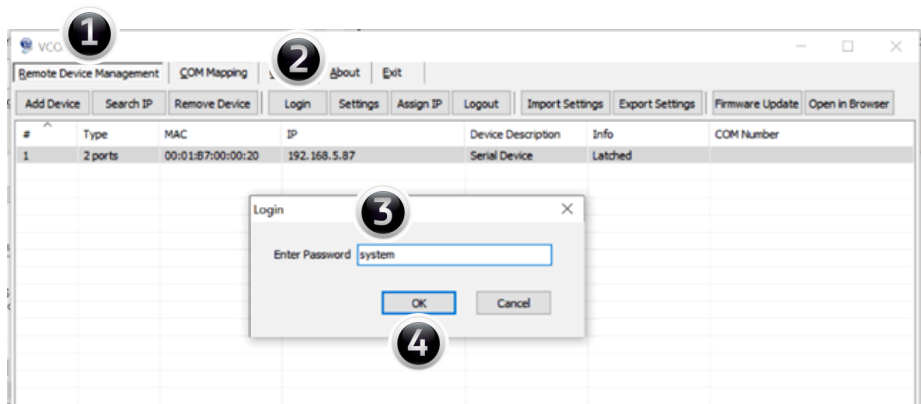 1
VCO
2
Remote Device Management COM Mapping About Exit
Add Device Search IP Remove Device Login Settings Assign IP Logout Import Settings Export Settings Firmware Update Open in Browser
# Type MAC IP Device Description Info COM Number
1 2 ports 00:01:B7:00:00:20 192.168.5.87 Serial Device Latched
3
Login
Enter Password system
OK Cancel
4